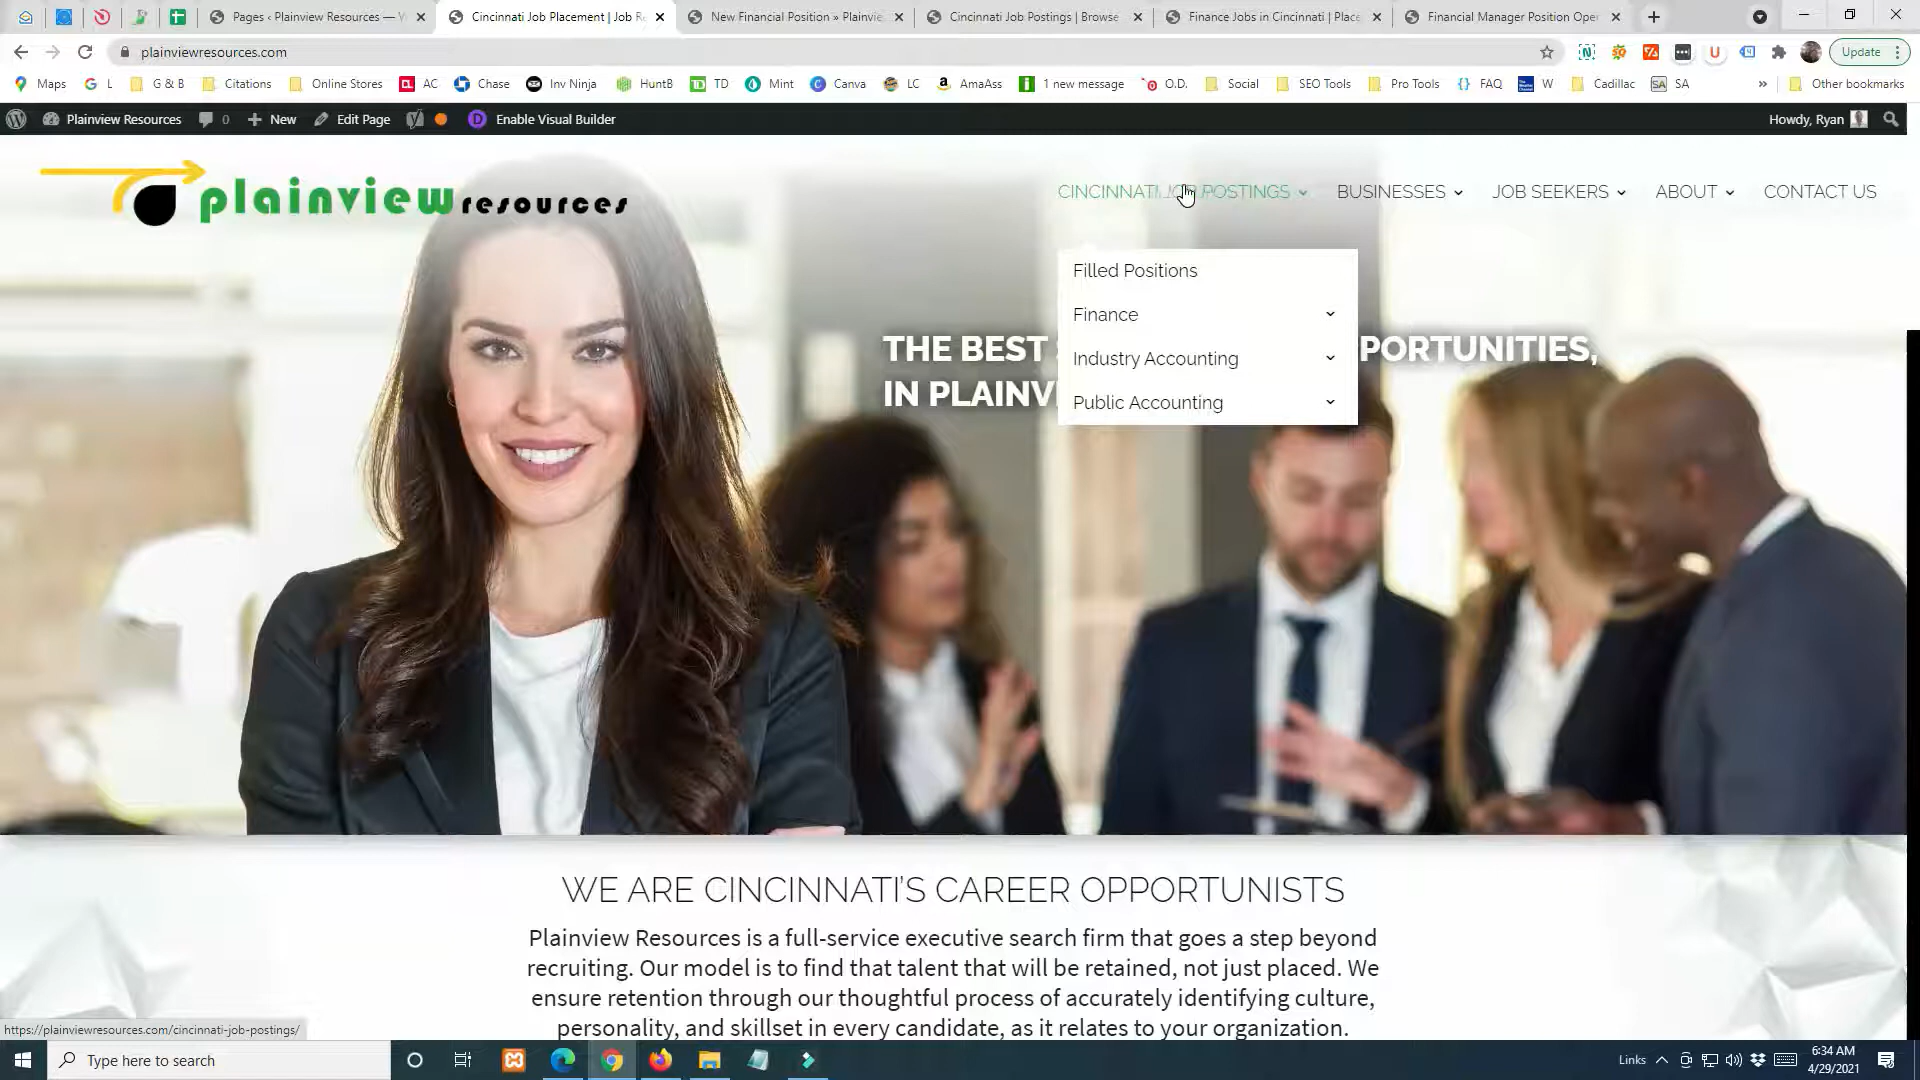 Pages ‹ Plainview Resources — W
Cincinnati Job Placement | Job R
New Financial Position » Plainvie
Cincinnati Job Postings | Browse
Finance Jobs in Cincinnati | Place
Financial Manager Position Ope
plainviewresources.com
Update
Maps
L
G & B
Citations
Online Stores
AC
Chase
Inv Ninja
HuntB
TD
Mint
Canva
LC
AmaAss
1 new message
O.D.
Social
SEO Tools
Pro Tools
FAQ
W
Cadillac
SA
SA
»
Other bookmarks
Plainview Resources
0
New
Edit Page
D
Enable Visual Builder
Howdy, Ryan
plainview resources
CINCINNATI JOB POSTINGS
BUSINESSES
JOB SEEKERS
ABOUT
CONTACT US
Filled Positions
Finance
Industry Accounting
Public Accounting
THE BEST PORTUNITIES,
IN PLAINV
WE ARE CINCINNATI'S CAREER OPPORTUNISTS
Plainview Resources is a full-service executive search firm that goes a step beyond
recruiting. Our model is to find that talent that will be retained, not just placed. We
ensure retention through our thoughtful process of accurately identifying culture,
personality, and skillset in every candidate, as it relates to your organization.
https://plainviewresources.com/cincinnati-job-postings/
Type here to search
Links
6:34 AM
4/29/2021